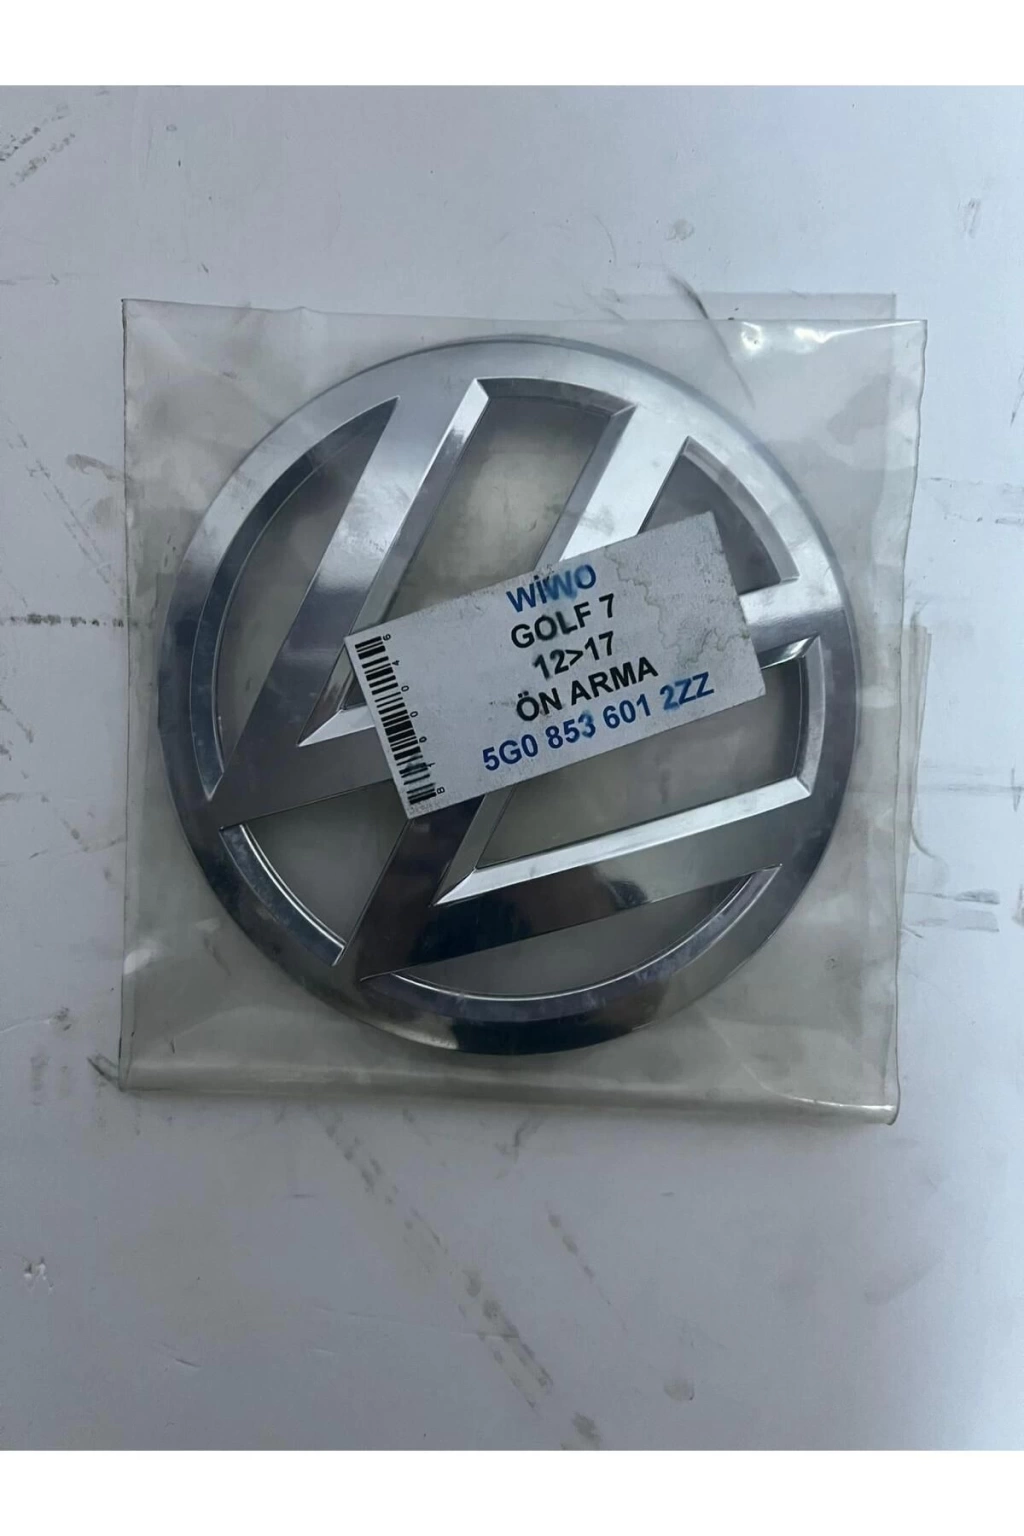 WİWO
GOLF 7
12>17
ÖN ARMA
5G0 853 601 2ZZ